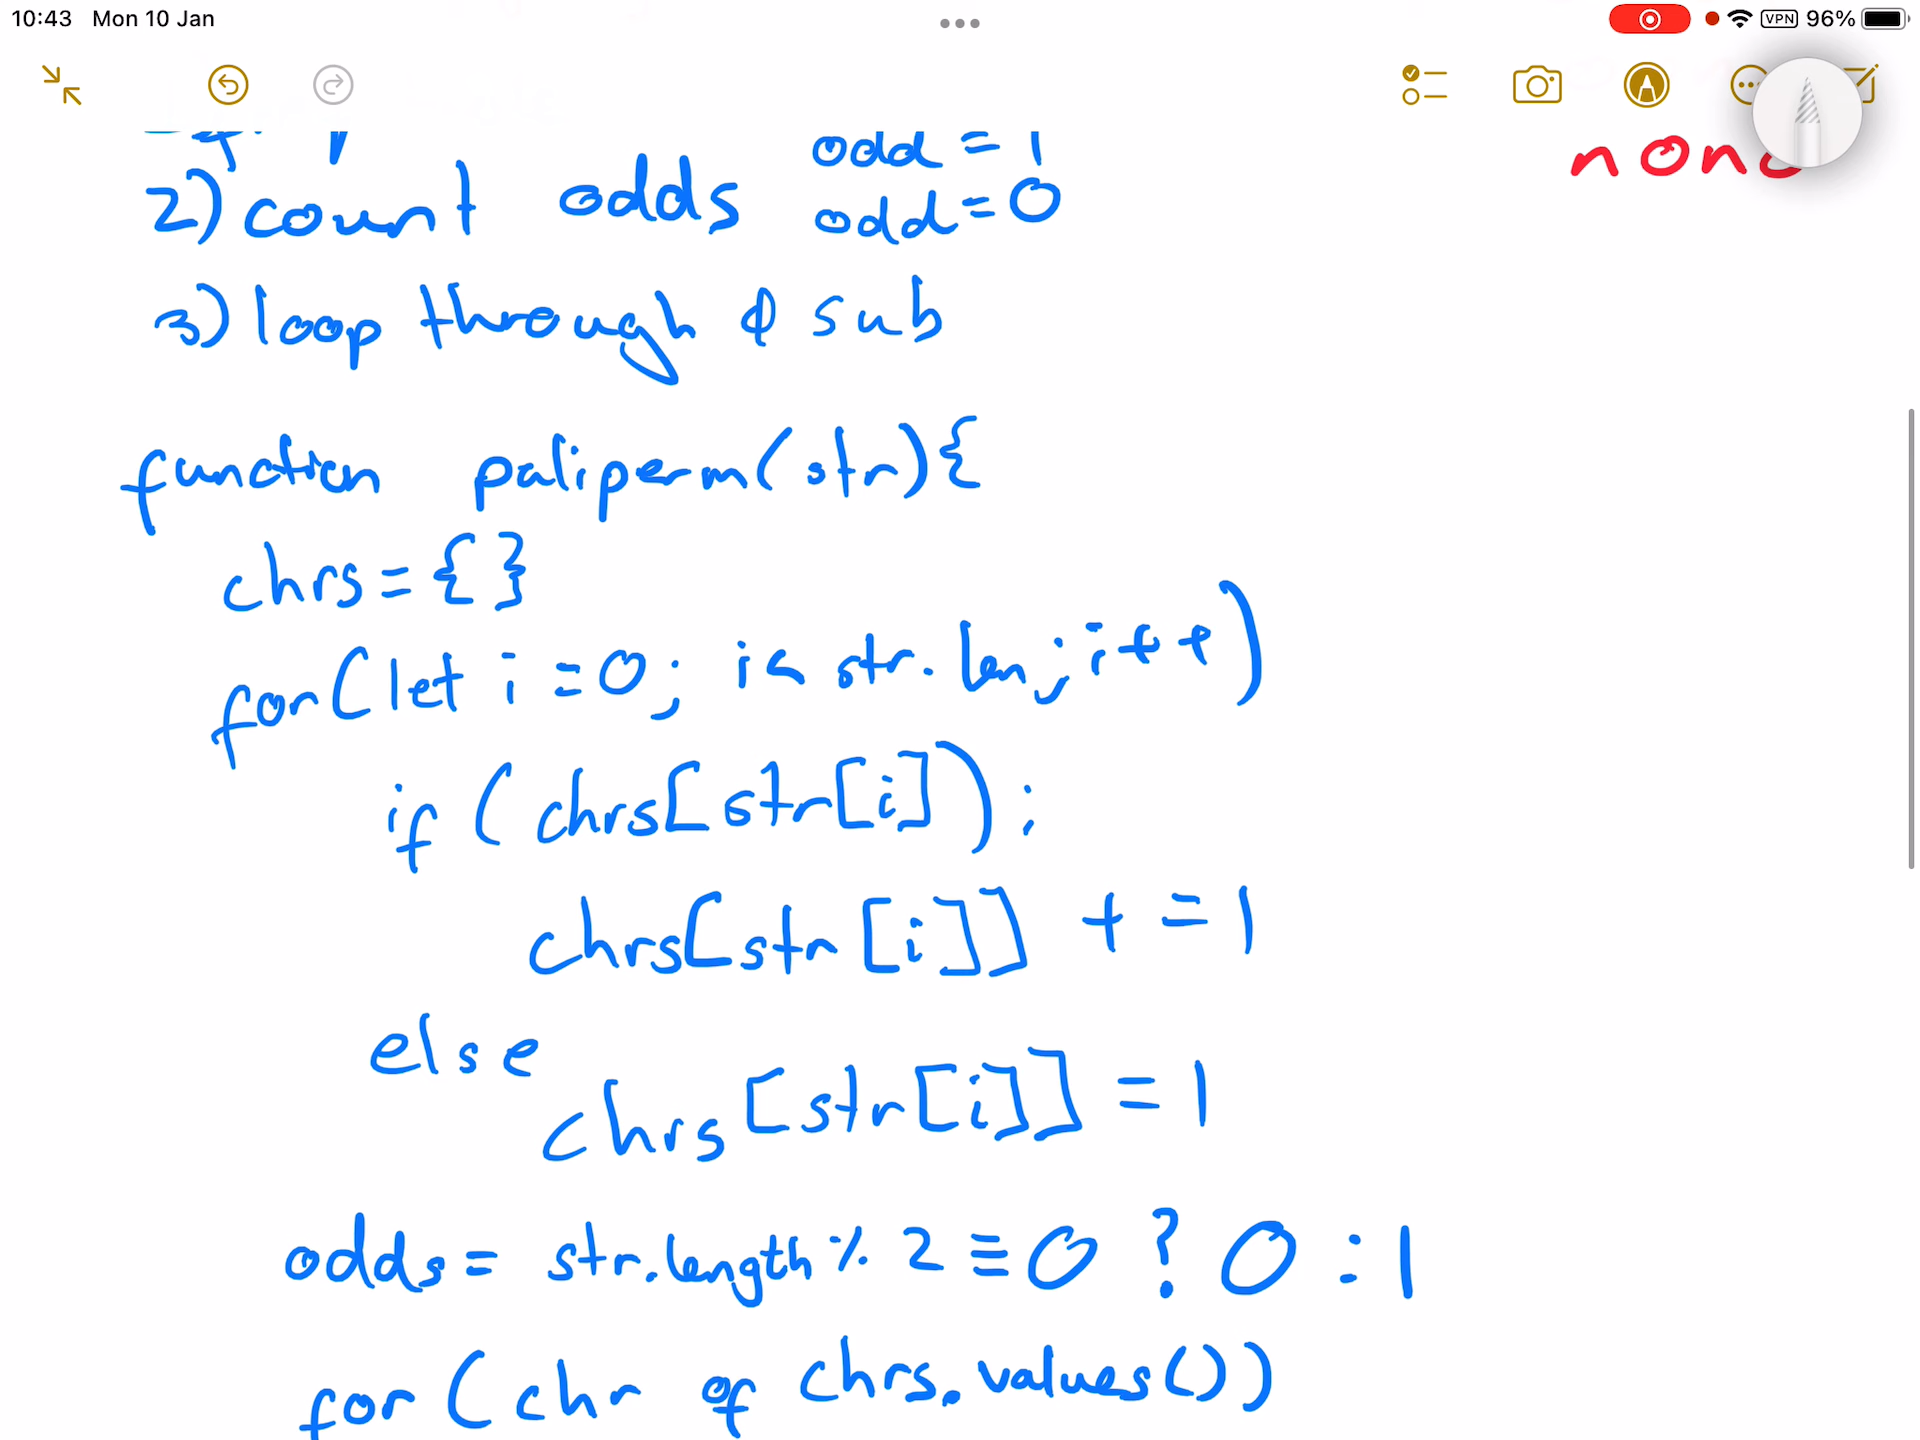 10:43 Mon 10 Jan
VPN 96%
odd = 1
2) count odds odd = 0
3) loop through & sub
function paliperm(str){
chrs = { }
for(let i = 0; i < str.len; i++)
if (chrs[str[i]);
chrs[str[i]] += 1
else
chrs[str[i]] = 1
odds = str.length % 2 ≡ 0 ? 0 : 1
for (chr of chrs.values())